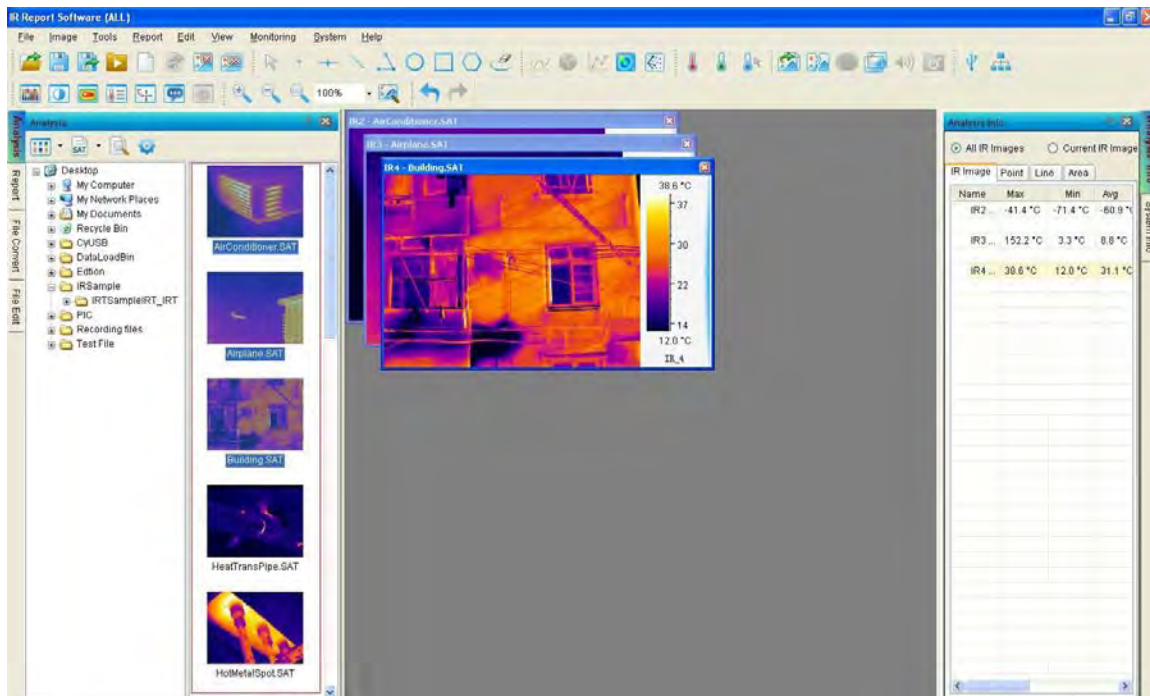 IR Report Software (ALL)
File Image Tools Report Edit View Monitoring System Help
100%
Analysis
Report
File Convert
File Edit
Analysis
SAT
Desktop
My Computer
My Network Places
My Documents
Recycle Bin
CyUSB
DataLoadBin
Edtion
IRSample
IRTSampleIRT_IRT
PIC
Recording files
Test File
AirConditioner.SAT
Airplane.SAT
Building.SAT
HeatTransPipe.SAT
HotMetalSpot.SAT
IR2 - AirConditioner.SAT
IR3 - Airplane.SAT
IR4 - Building.SAT
38.6 °C
37
30
22
14
12.0 °C
IR_4
Analysis Info
All IR Images Current IR Image
IR Image Point Line Area
Name Max Min Avg
IR2 ... -41.4 °C -71.4 °C -60.9 °C
IR3 ... 152.2 °C 3.3 °C 8.8 °C
IR4 ... 38.6 °C 12.0 °C 31.1 °C